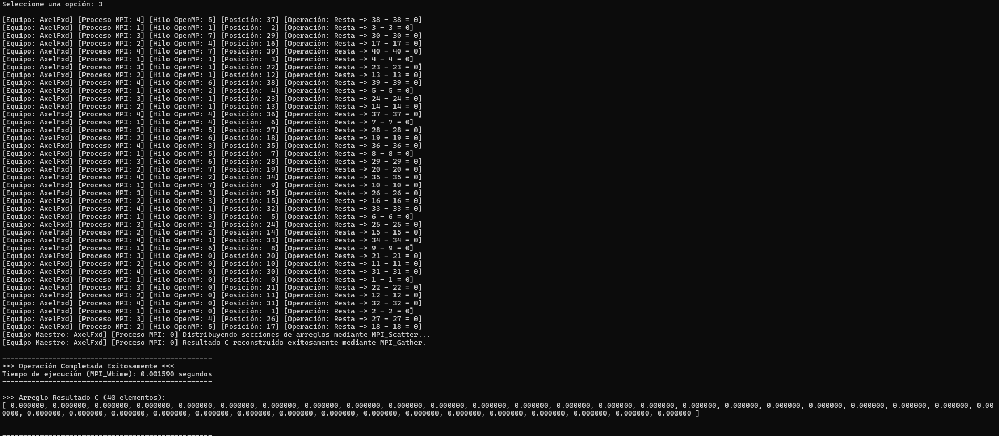 Seleccione una opción: 3
[Equipo: AxelFxd] [Proceso MPI: 4] [Hilo OpenMP: 5] [Posición: 37] [Operación: Resta -> 38 - 38 = 0]
[Equipo: AxelFxd] [Proceso MPI: 1] [Hilo OpenMP: 1] [Posición:  2] [Operación: Resta -> 3 - 3 = 0]
[Equipo: AxelFxd] [Proceso MPI: 3] [Hilo OpenMP: 7] [Posición: 29] [Operación: Resta -> 30 - 30 = 0]
[Equipo: AxelFxd] [Proceso MPI: 2] [Hilo OpenMP: 4] [Posición: 16] [Operación: Resta -> 17 - 17 = 0]
[Equipo: AxelFxd] [Proceso MPI: 4] [Hilo OpenMP: 7] [Posición: 39] [Operación: Resta -> 40 - 40 = 0]
[Equipo: AxelFxd] [Proceso MPI: 1] [Hilo OpenMP: 1] [Posición:  3] [Operación: Resta -> 4 - 4 = 0]
[Equipo: AxelFxd] [Proceso MPI: 3] [Hilo OpenMP: 1] [Posición: 22] [Operación: Resta -> 23 - 23 = 0]
[Equipo: AxelFxd] [Proceso MPI: 2] [Hilo OpenMP: 1] [Posición: 12] [Operación: Resta -> 13 - 13 = 0]
[Equipo: AxelFxd] [Proceso MPI: 4] [Hilo OpenMP: 6] [Posición: 38] [Operación: Resta -> 39 - 39 = 0]
[Equipo: AxelFxd] [Proceso MPI: 1] [Hilo OpenMP: 2] [Posición:  4] [Operación: Resta -> 5 - 5 = 0]
[Equipo: AxelFxd] [Proceso MPI: 3] [Hilo OpenMP: 1] [Posición: 23] [Operación: Resta -> 24 - 24 = 0]
[Equipo: AxelFxd] [Proceso MPI: 2] [Hilo OpenMP: 1] [Posición: 13] [Operación: Resta -> 14 - 14 = 0]
[Equipo: AxelFxd] [Proceso MPI: 4] [Hilo OpenMP: 4] [Posición: 36] [Operación: Resta -> 37 - 37 = 0]
[Equipo: AxelFxd] [Proceso MPI: 1] [Hilo OpenMP: 4] [Posición:  6] [Operación: Resta -> 7 - 7 = 0]
[Equipo: AxelFxd] [Proceso MPI: 3] [Hilo OpenMP: 5] [Posición: 27] [Operación: Resta -> 28 - 28 = 0]
[Equipo: AxelFxd] [Proceso MPI: 2] [Hilo OpenMP: 6] [Posición: 18] [Operación: Resta -> 19 - 19 = 0]
[Equipo: AxelFxd] [Proceso MPI: 4] [Hilo OpenMP: 3] [Posición: 35] [Operación: Resta -> 36 - 36 = 0]
[Equipo: AxelFxd] [Proceso MPI: 1] [Hilo OpenMP: 5] [Posición:  7] [Operación: Resta -> 8 - 8 = 0]
[Equipo: AxelFxd] [Proceso MPI: 3] [Hilo OpenMP: 6] [Posición: 28] [Operación: Resta -> 29 - 29 = 0]
[Equipo: AxelFxd] [Proceso MPI: 2] [Hilo OpenMP: 7] [Posición: 19] [Operación: Resta -> 20 - 20 = 0]
[Equipo: AxelFxd] [Proceso MPI: 4] [Hilo OpenMP: 2] [Posición: 34] [Operación: Resta -> 35 - 35 = 0]
[Equipo: AxelFxd] [Proceso MPI: 1] [Hilo OpenMP: 7] [Posición:  9] [Operación: Resta -> 10 - 10 = 0]
[Equipo: AxelFxd] [Proceso MPI: 3] [Hilo OpenMP: 3] [Posición: 25] [Operación: Resta -> 26 - 26 = 0]
[Equipo: AxelFxd] [Proceso MPI: 2] [Hilo OpenMP: 3] [Posición: 15] [Operación: Resta -> 16 - 16 = 0]
[Equipo: AxelFxd] [Proceso MPI: 4] [Hilo OpenMP: 1] [Posición: 32] [Operación: Resta -> 33 - 33 = 0]
[Equipo: AxelFxd] [Proceso MPI: 1] [Hilo OpenMP: 3] [Posición:  5] [Operación: Resta -> 6 - 6 = 0]
[Equipo: AxelFxd] [Proceso MPI: 3] [Hilo OpenMP: 2] [Posición: 24] [Operación: Resta -> 25 - 25 = 0]
[Equipo: AxelFxd] [Proceso MPI: 2] [Hilo OpenMP: 2] [Posición: 14] [Operación: Resta -> 15 - 15 = 0]
[Equipo: AxelFxd] [Proceso MPI: 4] [Hilo OpenMP: 1] [Posición: 33] [Operación: Resta -> 34 - 34 = 0]
[Equipo: AxelFxd] [Proceso MPI: 1] [Hilo OpenMP: 6] [Posición:  8] [Operación: Resta -> 9 - 9 = 0]
[Equipo: AxelFxd] [Proceso MPI: 3] [Hilo OpenMP: 0] [Posición: 20] [Operación: Resta -> 21 - 21 = 0]
[Equipo: AxelFxd] [Proceso MPI: 2] [Hilo OpenMP: 0] [Posición: 10] [Operación: Resta -> 11 - 11 = 0]
[Equipo: AxelFxd] [Proceso MPI: 4] [Hilo OpenMP: 0] [Posición: 30] [Operación: Resta -> 31 - 31 = 0]
[Equipo: AxelFxd] [Proceso MPI: 1] [Hilo OpenMP: 0] [Posición:  0] [Operación: Resta -> 1 - 1 = 0]
[Equipo: AxelFxd] [Proceso MPI: 3] [Hilo OpenMP: 0] [Posición: 21] [Operación: Resta -> 22 - 22 = 0]
[Equipo: AxelFxd] [Proceso MPI: 2] [Hilo OpenMP: 0] [Posición: 11] [Operación: Resta -> 12 - 12 = 0]
[Equipo: AxelFxd] [Proceso MPI: 4] [Hilo OpenMP: 0] [Posición: 31] [Operación: Resta -> 32 - 32 = 0]
[Equipo: AxelFxd] [Proceso MPI: 1] [Hilo OpenMP: 0] [Posición:  1] [Operación: Resta -> 2 - 2 = 0]
[Equipo: AxelFxd] [Proceso MPI: 3] [Hilo OpenMP: 4] [Posición: 26] [Operación: Resta -> 27 - 27 = 0]
[Equipo: AxelFxd] [Proceso MPI: 2] [Hilo OpenMP: 5] [Posición: 17] [Operación: Resta -> 18 - 18 = 0]
[Equipo Maestro: AxelFxd] [Proceso MPI: 0] Distribuyendo secciones de arreglos mediante MPI_Scatter...
[Equipo Maestro: AxelFxd] [Proceso MPI: 0] Resultado C reconstruido exitosamente mediante MPI_Gather.
--------------------------------------------------
>>> Operación Completada Exitosamente <<<
Tiempo de ejecución (MPI_Wtime): 0.001590 segundos
--------------------------------------------------
>>> Arreglo Resultado C (40 elementos):
[ 0.000000, 0.000000, 0.000000, 0.000000, 0.000000, 0.000000, 0.000000, 0.000000, 0.000000, 0.000000, 0.000000, 0.000000, 0.000000, 0.000000, 0.000000, 0.000000, 0.000000, 0.000000, 0.000000, 0.000000, 0.000000, 0.000000, 0.000000, 0.00
0000, 0.000000, 0.000000, 0.000000, 0.000000, 0.000000, 0.000000, 0.000000, 0.000000, 0.000000, 0.000000, 0.000000, 0.000000, 0.000000, 0.000000, 0.000000, 0.000000 ]
--------------------------------------------------